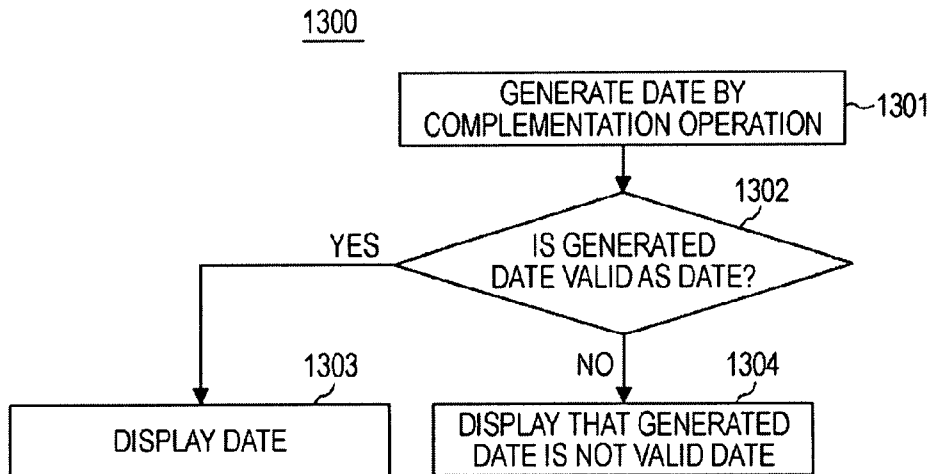 1300
GENERATE DATE BY
COMPLEMENTATION OPERATION
1301
1302
IS GENERATED
DATE VALID AS DATE?
YES
NO
1303
DISPLAY DATE
1304
DISPLAY THAT GENERATED
DATE IS NOT VALID DATE